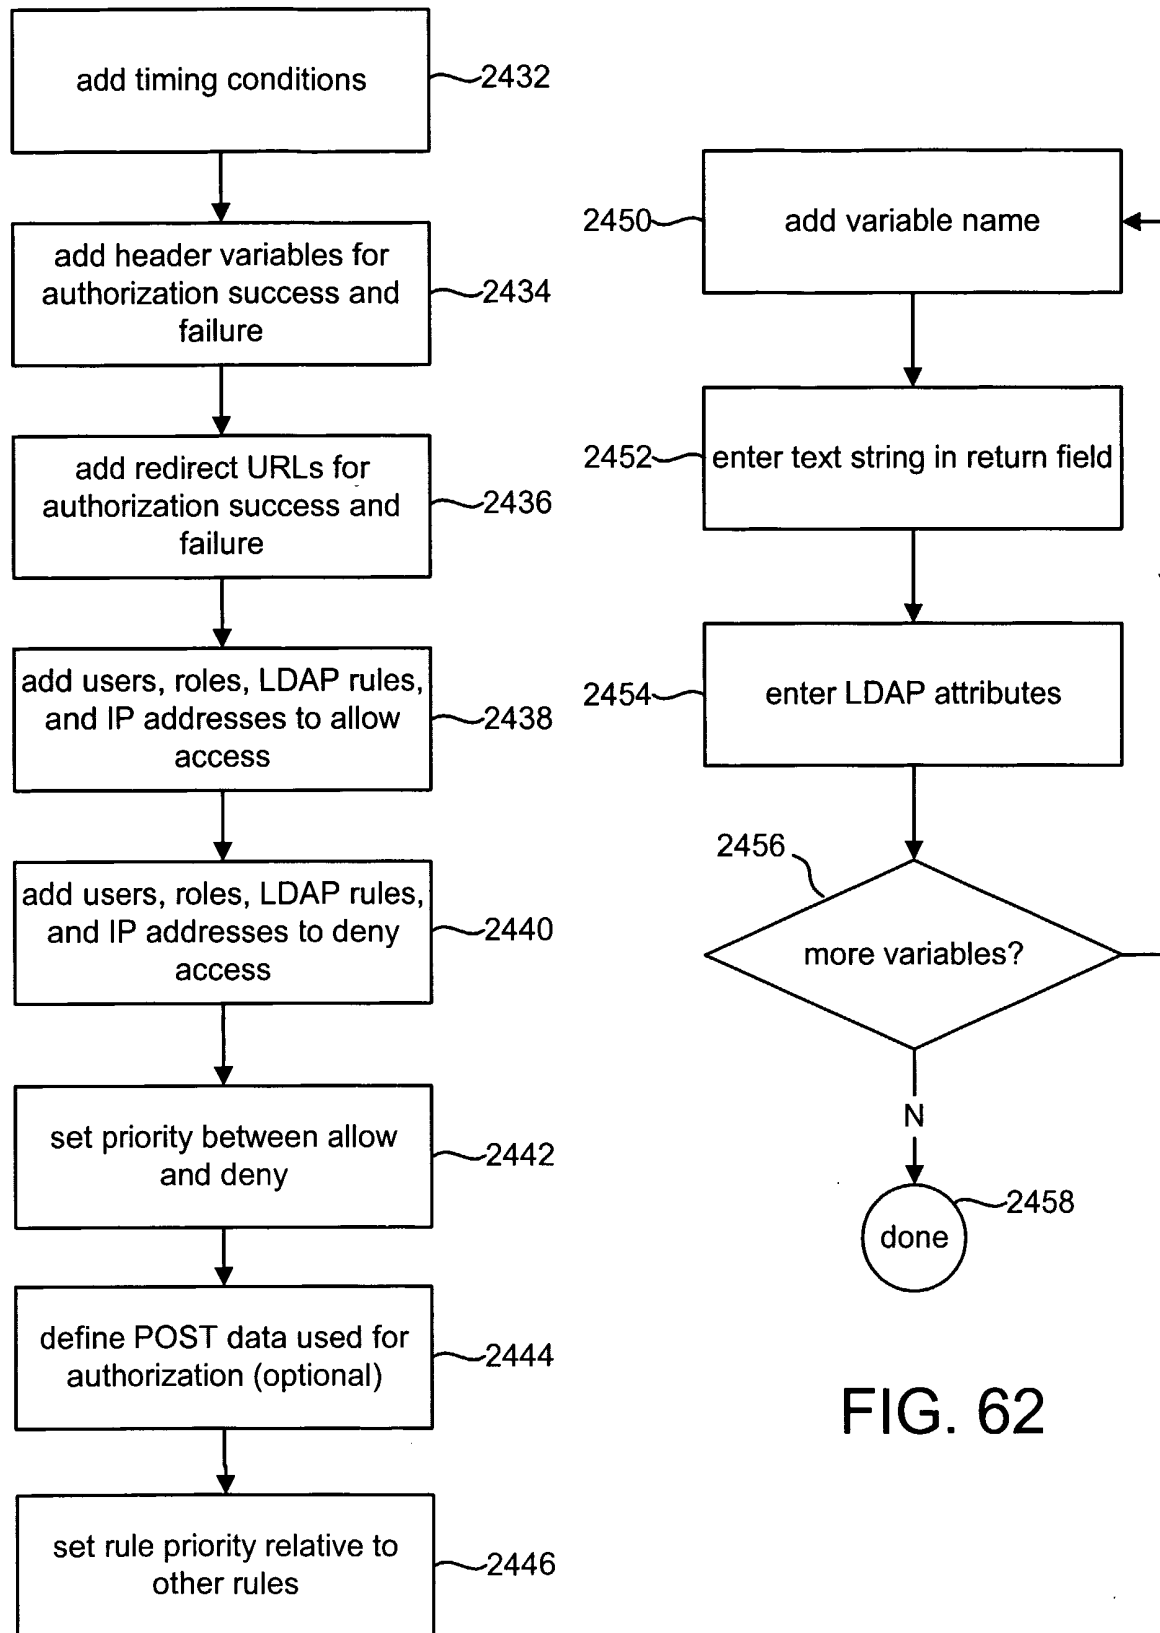 add timing conditions
2432
add header variables for
authorization success and
failure
2434
add redirect URLs for
authorization success and
failure
2436
add users, roles, LDAP rules,
and IP addresses to allow
access
2438
add users, roles, LDAP rules,
and IP addresses to deny
access
2440
set priority between allow
and deny
2442
define POST data used for
authorization (optional)
2444
set rule priority relative to
other rules
2446
2450
add variable name
2452
enter text string in return field
2454
enter LDAP attributes
2456
more variables?
N
2458
done
FIG. 62